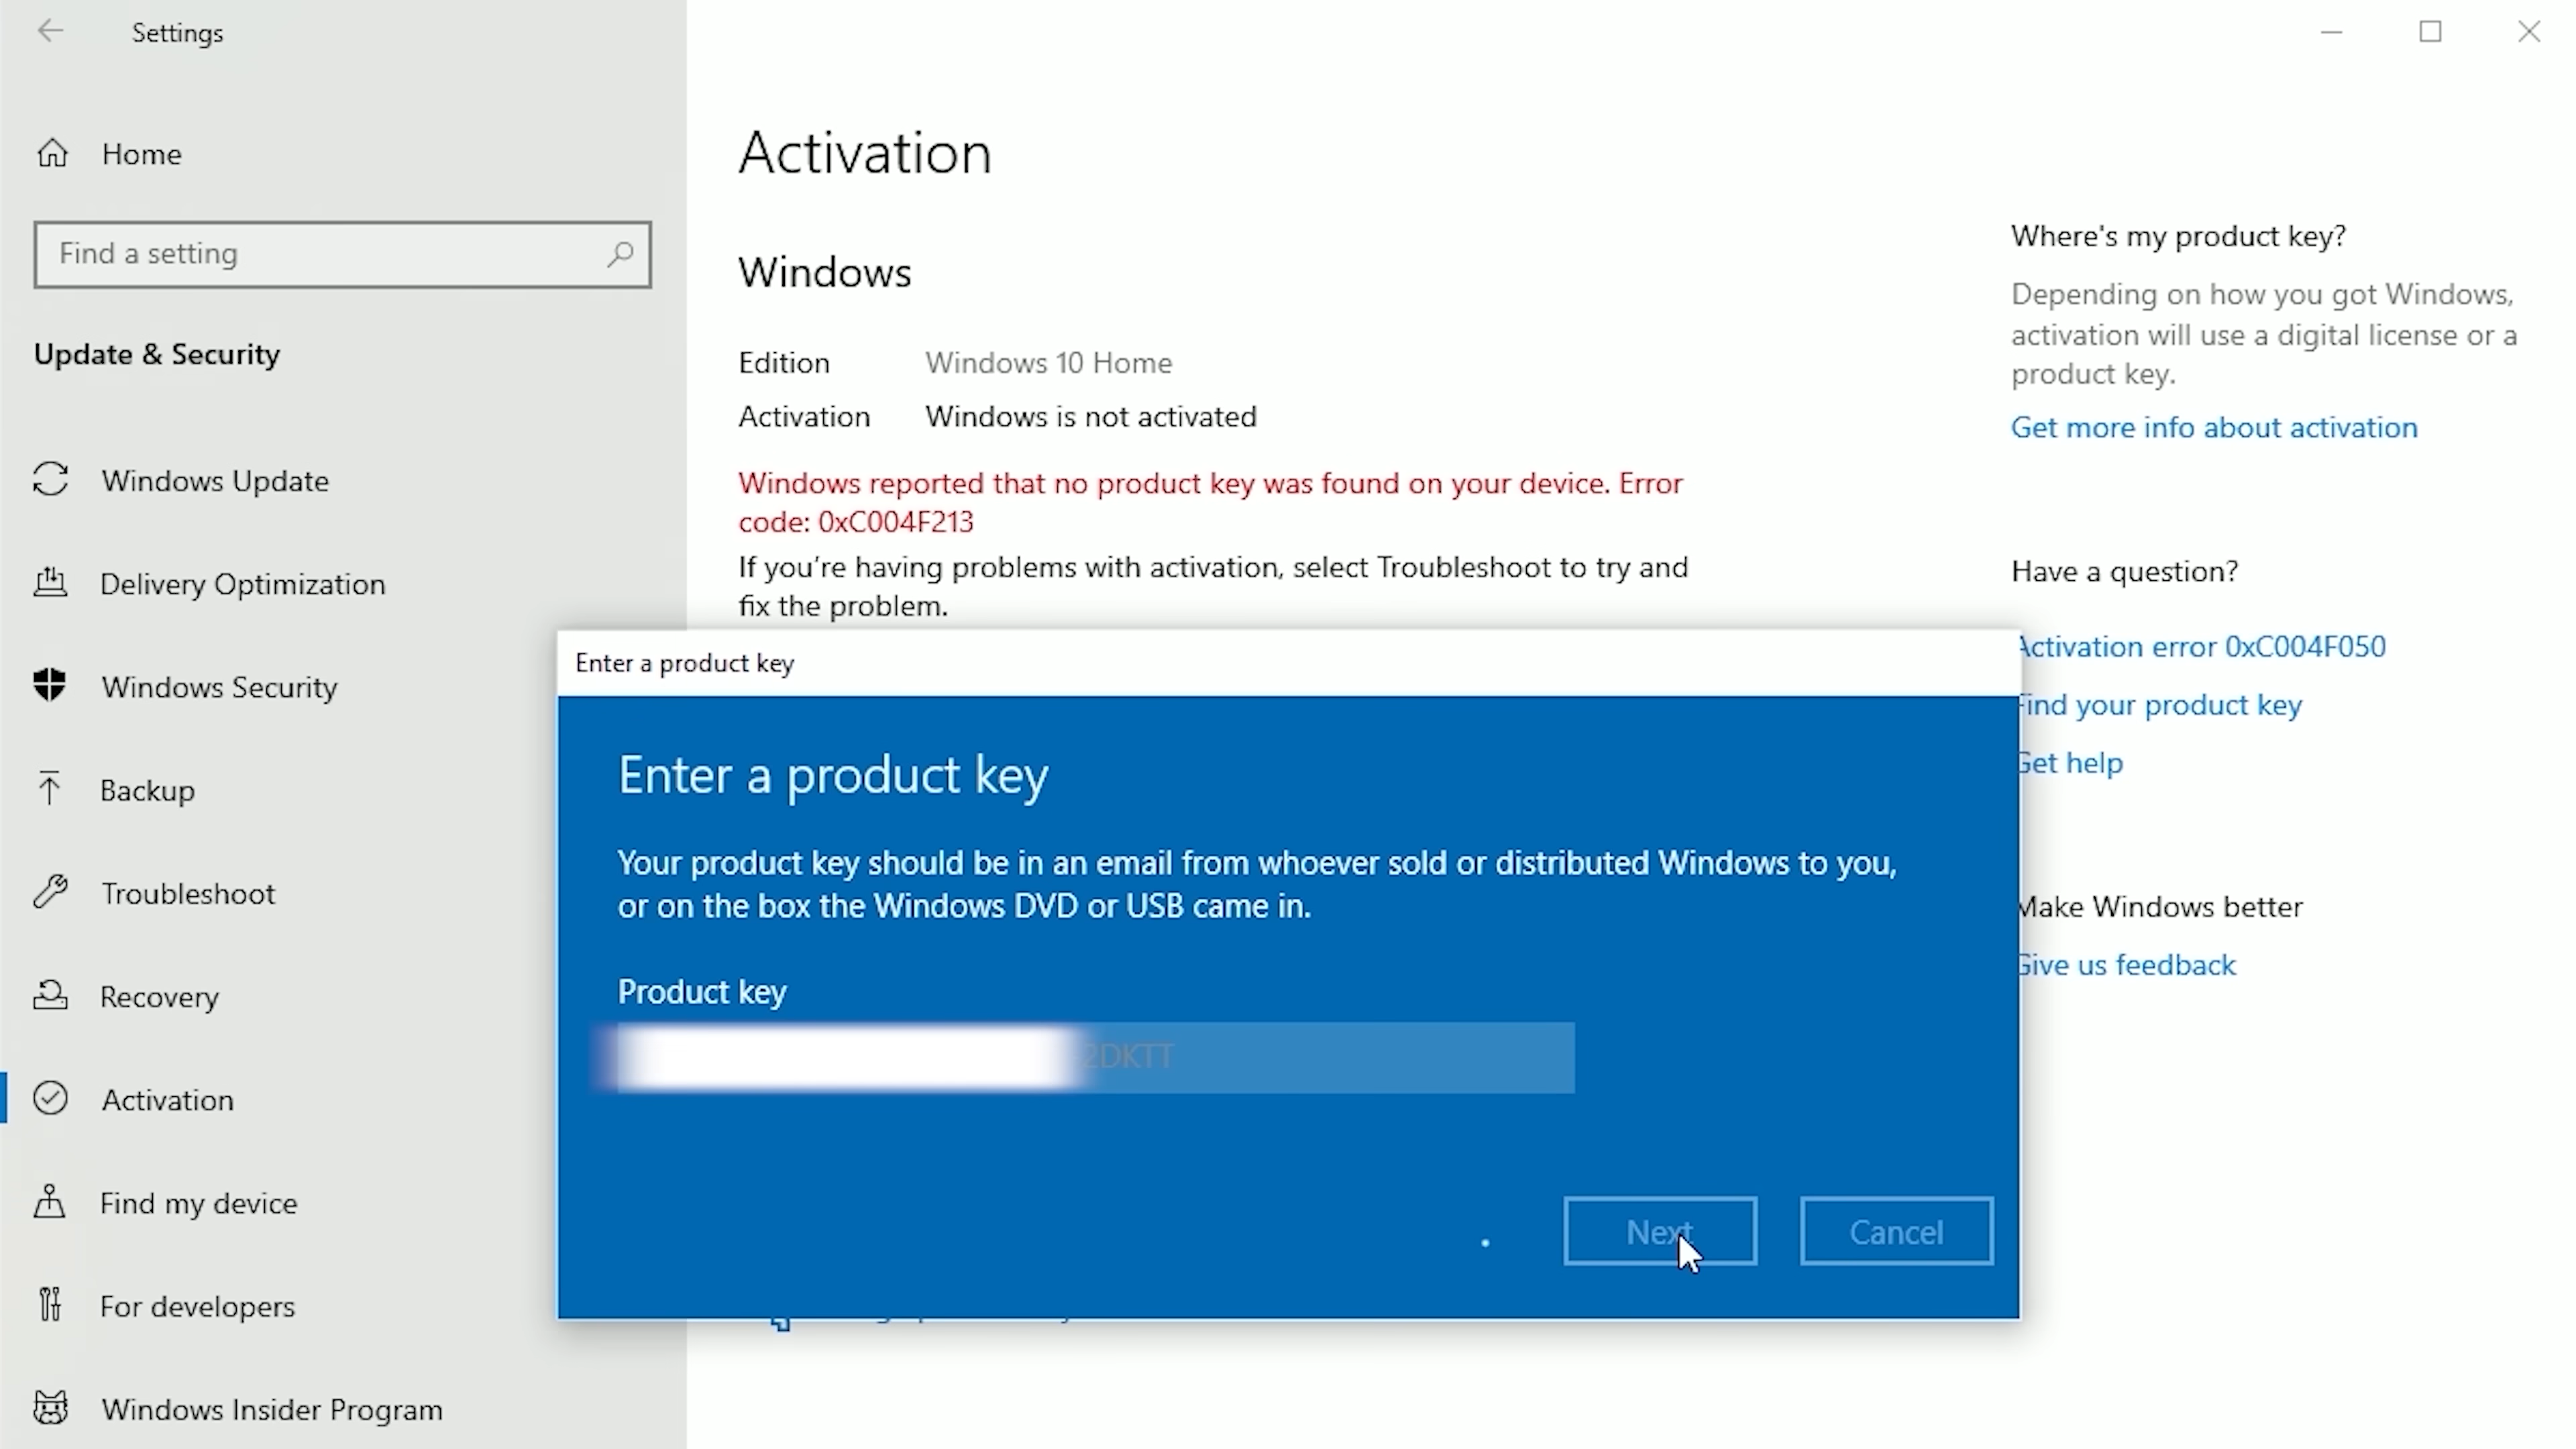 Settings
Home
Find a setting
Update & Security
Windows Update
Delivery Optimization
Windows Security
Backup
Troubleshoot
Recovery
Activation
Find my device
For developers
Windows Insider Program
Activation
Windows
Edition Windows 10 Home
Activation Windows is not activated
Windows reported that no product key was found on your device. Error
code: 0xC004F213
If you're having problems with activation, select Troubleshoot to try and
fix the problem.
Enter a product key
Enter a product key
Your product key should be in an email from whoever sold or distributed Windows to you,
or on the box the Windows DVD or USB came in.
Product key
2DKTT
Next
Cancel
Where's my product key?
Depending on how you got Windows,
activation will use a digital license or a
product key.
Get more info about activation
Have a question?
Activation error 0xC004F050
Find your product key
Get help
Make Windows better
Give us feedback